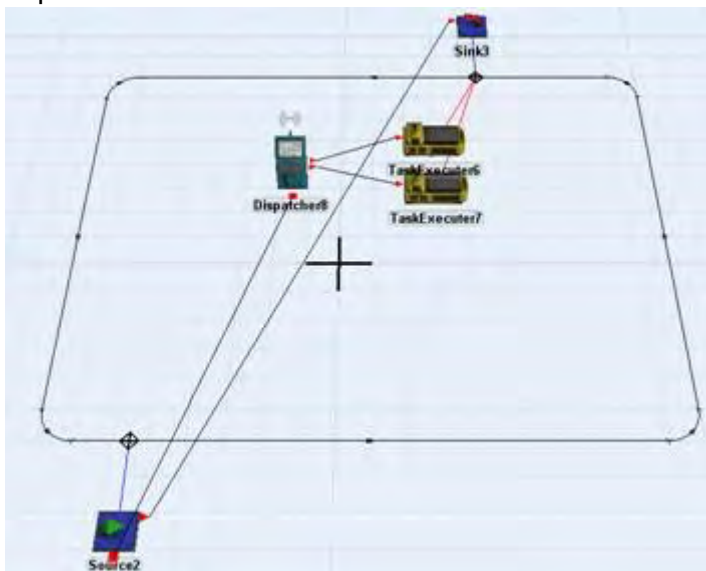 Sink3
TaskExecuter6
Dispatcher8
TaskExecuter7
Source2